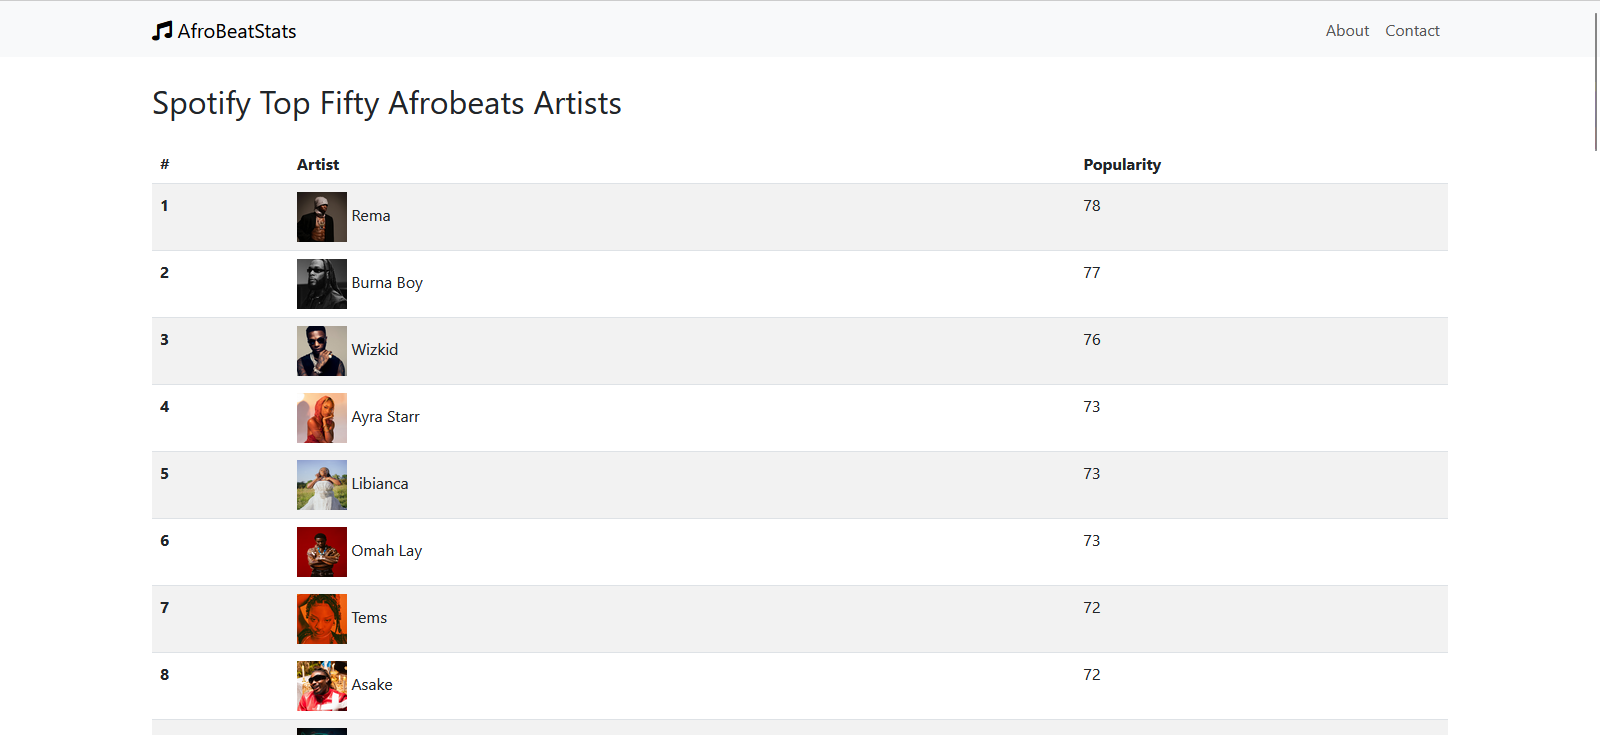 AfroBeatStats About Contact
Spotify Top Fifty Afrobeats Artists
# Artist Popularity
1 Rema 78
2 Burna Boy 77
3 Wizkid 76
4 Ayra Starr 73
5 Libianca 73
6 Omah Lay 73
7 Tems 72
8 Asake 72